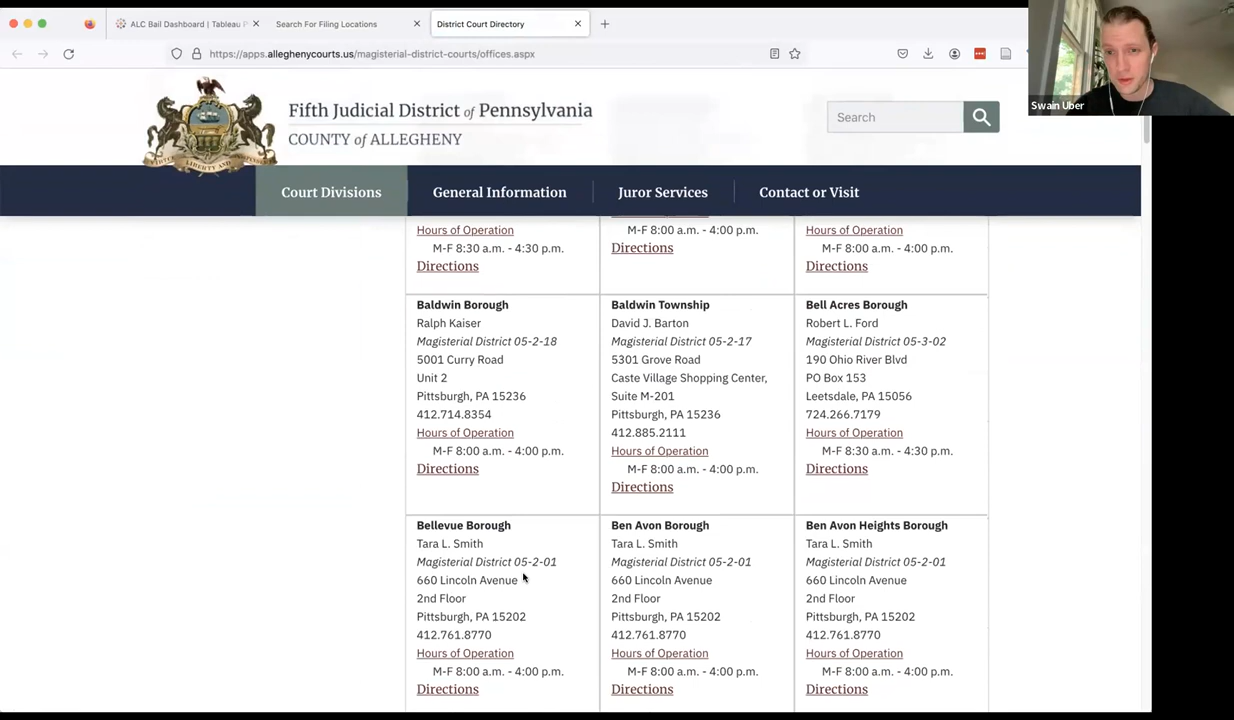 ALC Bail Dashboard | Tableau P
Search For Filing Locations
District Court Directory
https://apps.alleghenycourts.us/magisterial-district-courts/offices.aspx
Swain Uber
Fifth Judicial District of Pennsylvania
COUNTY of ALLEGHENY
Search
Court Divisions
General Information
Juror Services
Contact or Visit
Hours of Operation
M-F 8:30 a.m. - 4:30 p.m.
Directions
M-F 8:00 a.m. - 4:00 p.m.
Directions
Hours of Operation
M-F 8:00 a.m. - 4:00 p.m.
Directions
Baldwin Borough
Ralph Kaiser
Magisterial District 05-2-18
5001 Curry Road
Unit 2
Pittsburgh, PA 15236
412.714.8354
Hours of Operation
M-F 8:00 a.m. - 4:00 p.m.
Directions
Baldwin Township
David J. Barton
Magisterial District 05-2-17
5301 Grove Road
Caste Village Shopping Center,
Suite M-201
Pittsburgh, PA 15236
412.885.2111
Hours of Operation
M-F 8:00 a.m. - 4:00 p.m.
Directions
Bell Acres Borough
Robert L. Ford
Magisterial District 05-3-02
190 Ohio River Blvd
PO Box 153
Leetsdale, PA 15056
724.266.7179
Hours of Operation
M-F 8:30 a.m. - 4:30 p.m.
Directions
Bellevue Borough
Tara L. Smith
Magisterial District 05-2-01
660 Lincoln Avenue
2nd Floor
Pittsburgh, PA 15202
412.761.8770
Hours of Operation
M-F 8:00 a.m. - 4:00 p.m.
Directions
Ben Avon Borough
Tara L. Smith
Magisterial District 05-2-01
660 Lincoln Avenue
2nd Floor
Pittsburgh, PA 15202
412.761.8770
Hours of Operation
M-F 8:00 a.m. - 4:00 p.m.
Directions
Ben Avon Heights Borough
Tara L. Smith
Magisterial District 05-2-01
660 Lincoln Avenue
2nd Floor
Pittsburgh, PA 15202
412.761.8770
Hours of Operation
M-F 8:00 a.m. - 4:00 p.m.
Directions